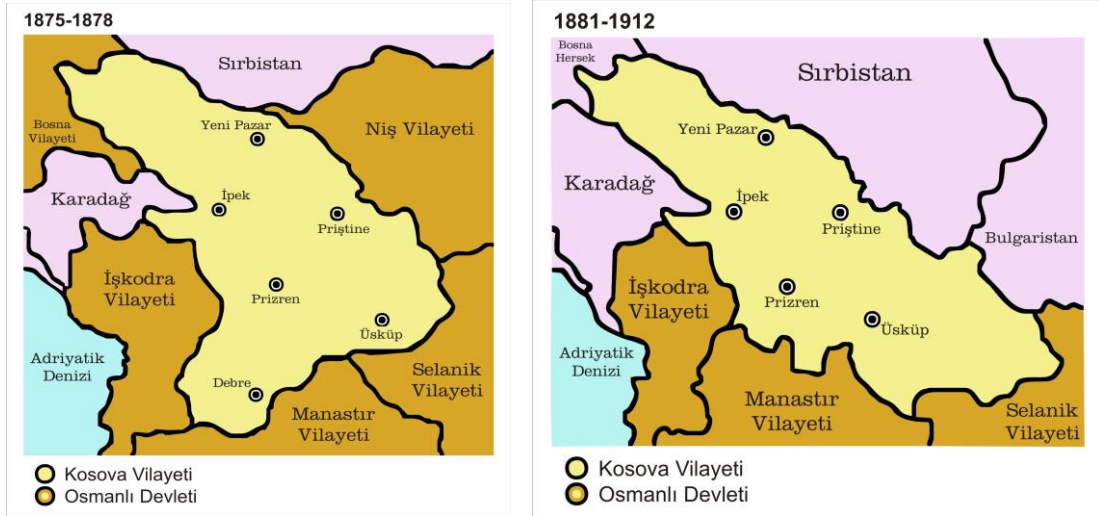 1875-1878
Sırbistan
Bosna
Vilayeti
Yeni Pazar
Niş Vilayeti
Karadağ
İpek
Priştine
İşkodra
Vilayeti
Prizren
Üsküp
Adriyatik
Denizi
Debre
Selanik
Vilayeti
Manastır
Vilayeti
Kosova Vilayeti
Osmanlı Devleti
1881-1912
Bosna
Hersek
Sırbistan
Yeni Pazar
Karadağ
İpek
Priştine
Bulgaristan
İşkodra
Vilayeti
Prizren
Üsküp
Adriyatik
Denizi
Manastır
Vilayeti
Selanik
Vilayeti
Kosova Vilayeti
Osmanlı Devleti